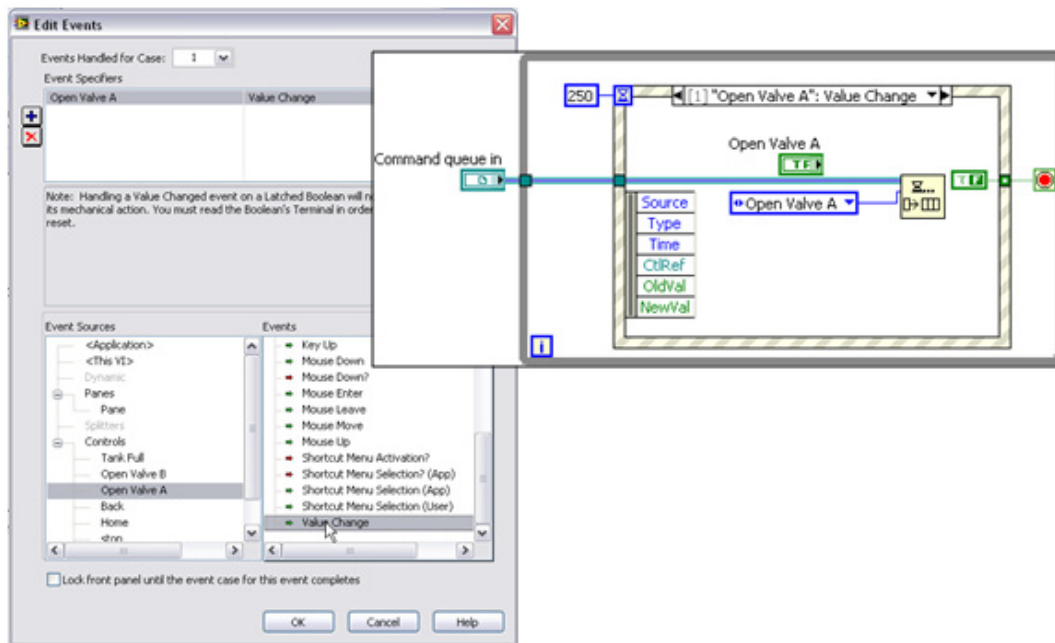 Edit Events
Events Handled for Case: 1
Event Specifiers
Open Valve A Value Change
Note: Handling a Value Changed event on a Latched Boolean will
its mechanical action. You must read the Boolean's Terminal in order
reset.
Event Sources
<Application>
<This VI>
Dynamic
Panes
Pane
Splitters
Controls
Tank Full
Open Valve B
Open Valve A
Back
Home
stop
Events
Key Up
Mouse Down
Mouse Down?
Mouse Enter
Mouse Leave
Mouse Move
Mouse Up
Shortcut Menu Activation?
Shortcut Menu Selection? (App)
Shortcut Menu Selection (App)
Shortcut Menu Selection (User)
Value Change
Lock front panel until the event case for this event completes
OK
Cancel
Help
250
[1] "Open Valve A": Value Change
Command queue in
Open Valve A
TF
Open Valve A
Source
Type
Time
CtlRef
OldVal
NewVal
i